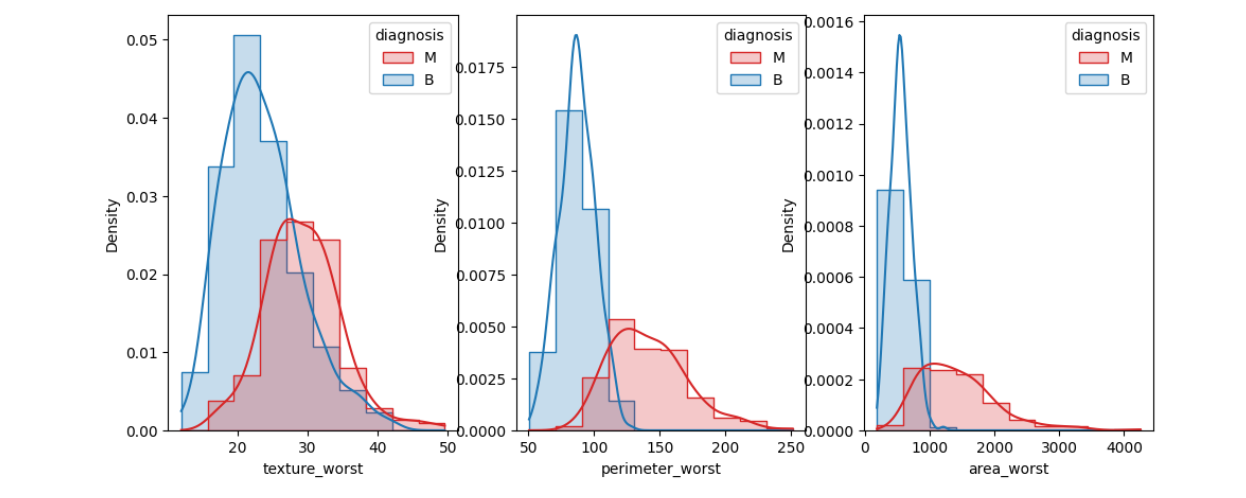 diagnosis
M
B
0.05
0.04
0.03
0.02
0.01
0.00
Density
20
30
40
50
texture_worst
diagnosis
M
B
0.0175
0.0150
0.0125
0.0100
0.0075
0.0050
0.0025
0.0000
Density
50
100
150
200
250
perimeter_worst
diagnosis
M
B
0.0016
0.0014
0.0012
0.0010
0.0008
0.0006
0.0004
0.0002
0.0000
Density
0
1000
2000
3000
4000
area_worst